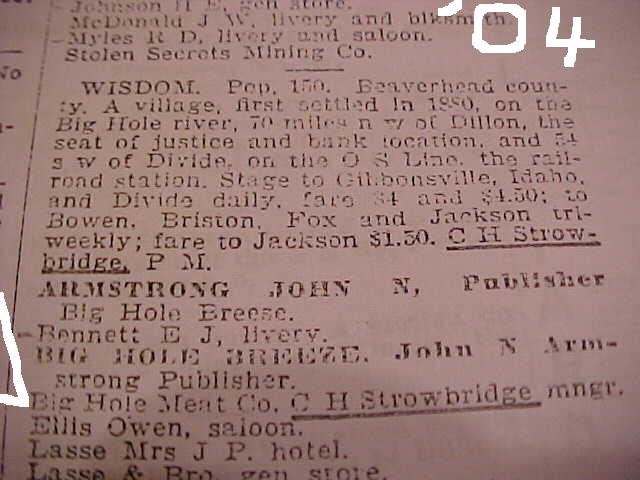 Johnson H E, gen store.
McDonald J W, livery and blksmith.
Myles R D, livery and saloon.
Stolen Secrets Mining Co.
'04
No
WISDOM. Pop, 150. Beaverhead coun-
ty. A village, first settled in 1880, on the
Big Hole river, 70 miles n w of Dillon, the
seat of justice and bank location, and 54
s w of Divide, on the O S Line, the rail-
road station. Stage to Gibbonsville, Idaho,
and Divide daily, fare $4 and $4.50; to
Bowen, Briston, Fox and Jackson tri-
weekly; fare to Jackson $1.50. C H Strow-
bridge, P M.
ARMSTRONG JOHN N, Publisher
Big Hole Breese.
Bennett E J, livery.
BIG HOLE BREEZE, John N Arm-
strong Publisher.
Big Hole Meat Co, C H Strowbridge mngr.
Ellis Owen, saloon.
Lasse Mrs J P. hotel.
Lasse & Bro, gen store.